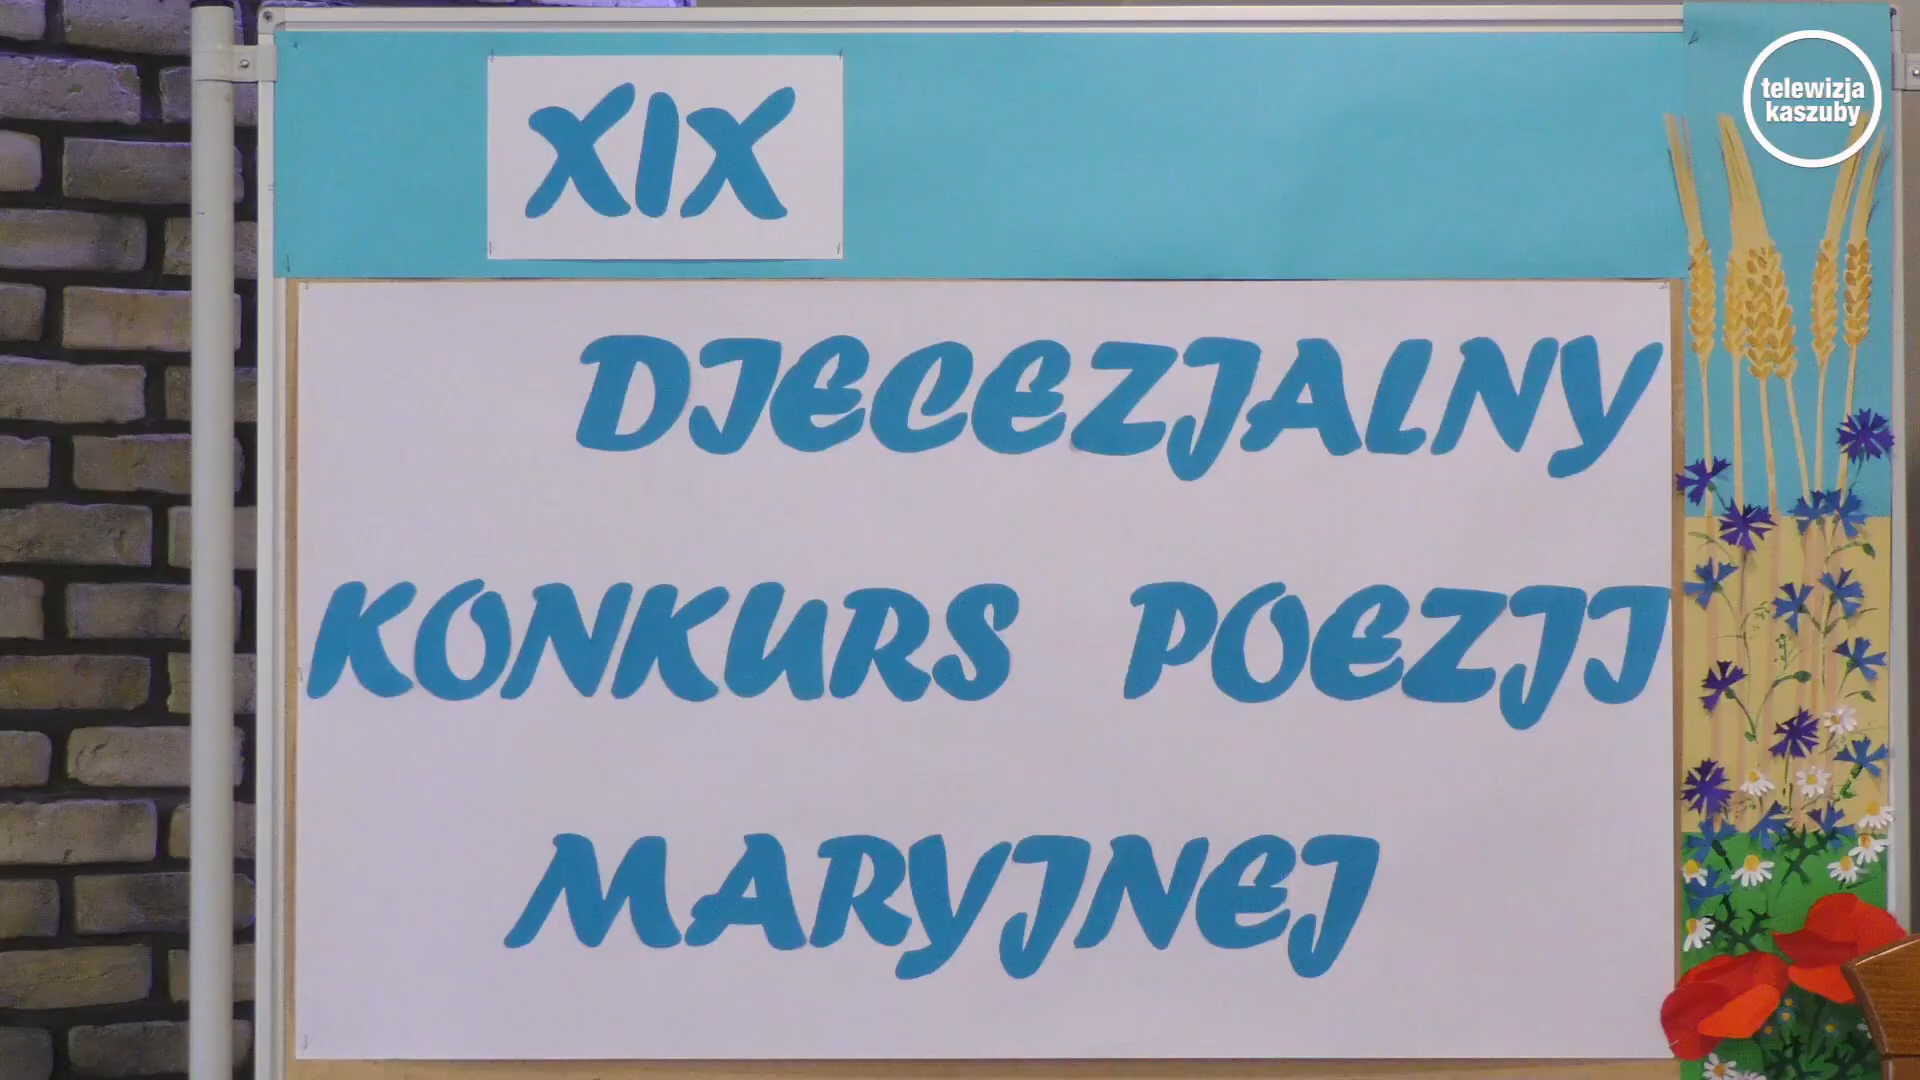 XIX
DIECEZJALNY
KONKURS POEZJI
MARYJNEJ
telewizja
kaszuby